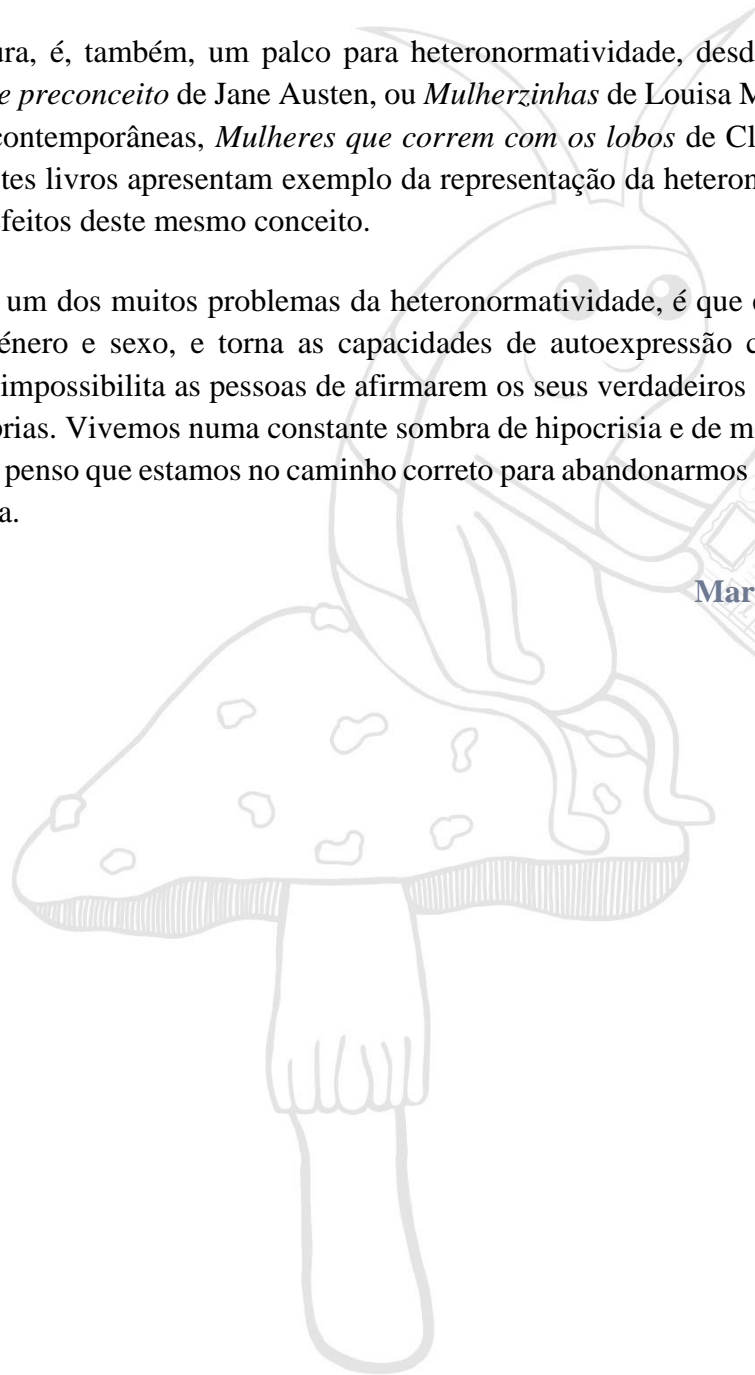 ura, é, também, um palco para heteronormatividade, desd
e preconceito de Jane Austen, ou Mulherzinhas de Louisa M
contemporâneas, Mulheres que correm com os lobos de Cl
tes livros apresentam exemplo da representação da heteron
feitos deste mesmo conceito.
um dos muitos problemas da heteronormatividade, é que
énero e sexo, e torna as capacidades de autoexpressão c
impossibilita as pessoas de afirmarem os seus verdadeiros
orias. Vivemos numa constante sombra de hipocrisia e de m
penso que estamos no caminho correto para abandonarmos
a.
Mar